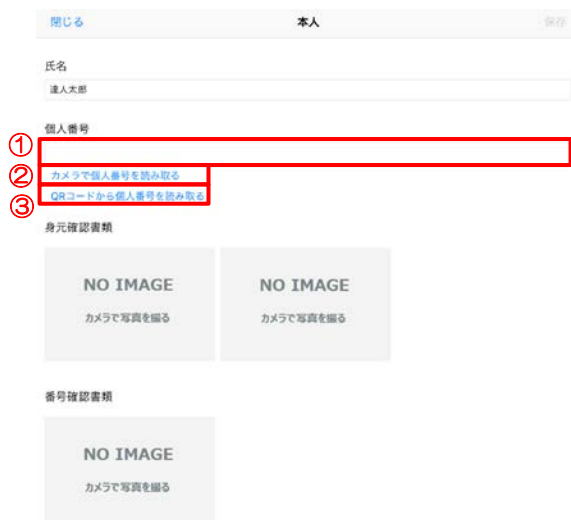 閉じる 本人 保存
氏名
達人太郎
個人番号
①
② カメラで個人番号を読み取る
③ QRコードから個人番号を読み取る
身元確認書類
NO IMAGE NO IMAGE
カメラで写真を撮る カメラで写真を撮る
番号確認書類
NO IMAGE
カメラで写真を撮る